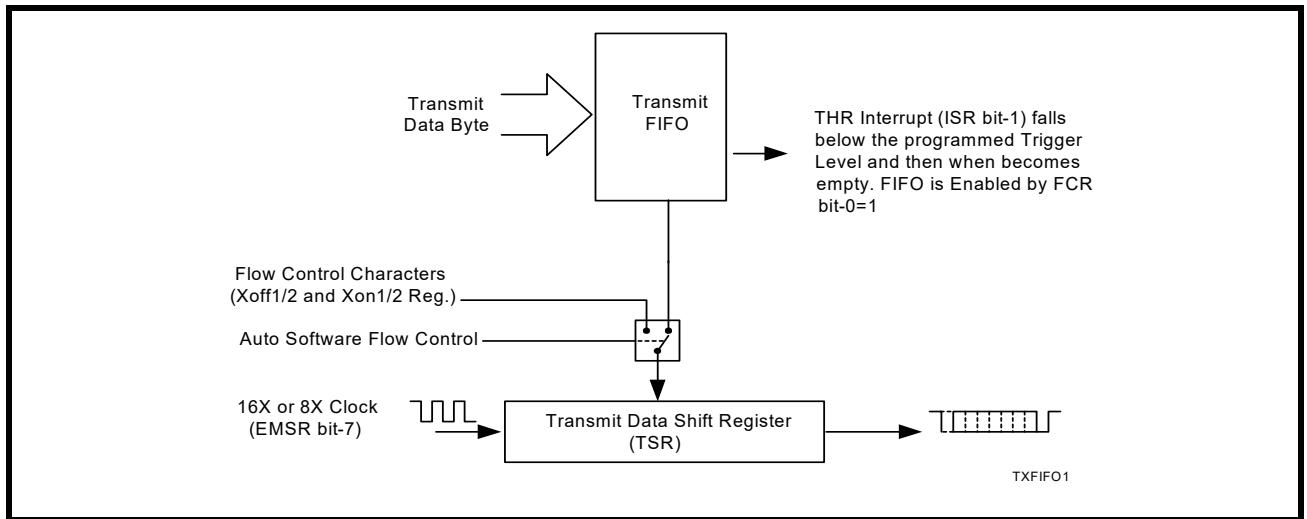 Transmit
Data Byte
Transmit
FIFO
THR Interrupt (ISR bit-1) falls
below the programmed Trigger
Level and then when becomes
empty. FIFO is Enabled by FCR
bit-0=1
Flow Control Characters
(Xoff1/2 and Xon1/2 Reg.)
Auto Software Flow Control
16X or 8X Clock
(EMSR bit-7)
Transmit Data Shift Register
(TSR)
TXFIFO1